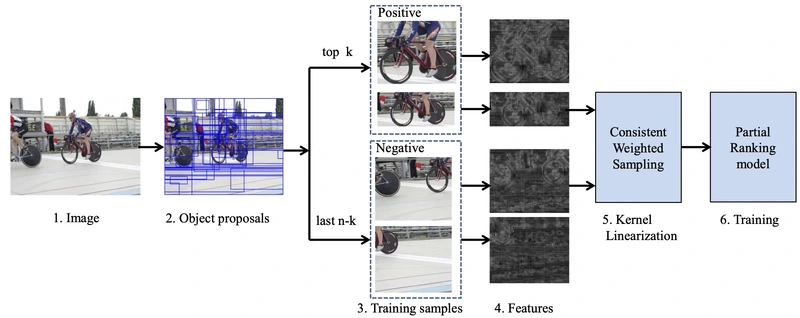 Positive
top k
Negative
last n-k
Consistent
Weighted
Sampling
Partial
Ranking
model
1. Image
2. Object proposals
3. Training samples
4. Features
5. Kernel
Linearization
6. Training